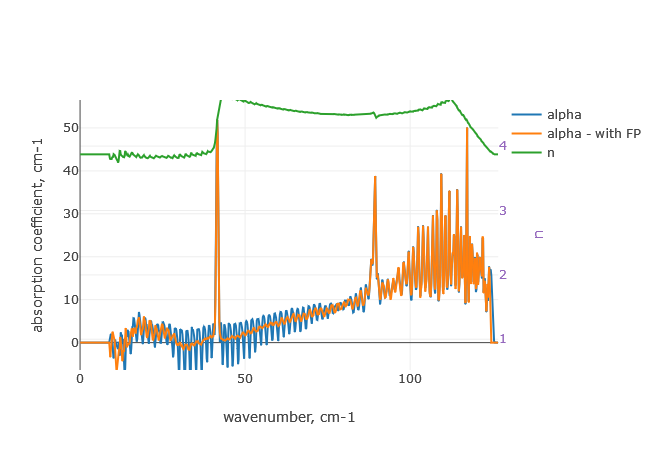 alpha
alpha - with FP
n
absorption coefficient, cm-1
50
40
30
20
10
0
4
3
2
1
n
0
50
100
wavenumber, cm-1